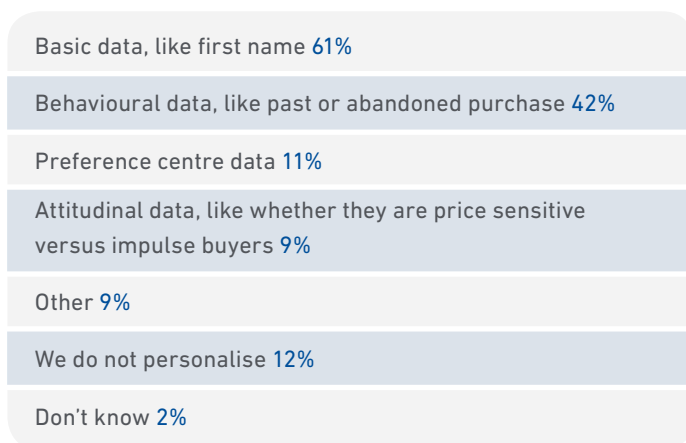 Basic data, like first name 61%
Behavioural data, like past or abandoned purchase 42%
Preference centre data 11%
Attitudinal data, like whether they are price sensitive
versus impulse buyers 9%
Other 9%
We do not personalise 12%
Don't know 2%